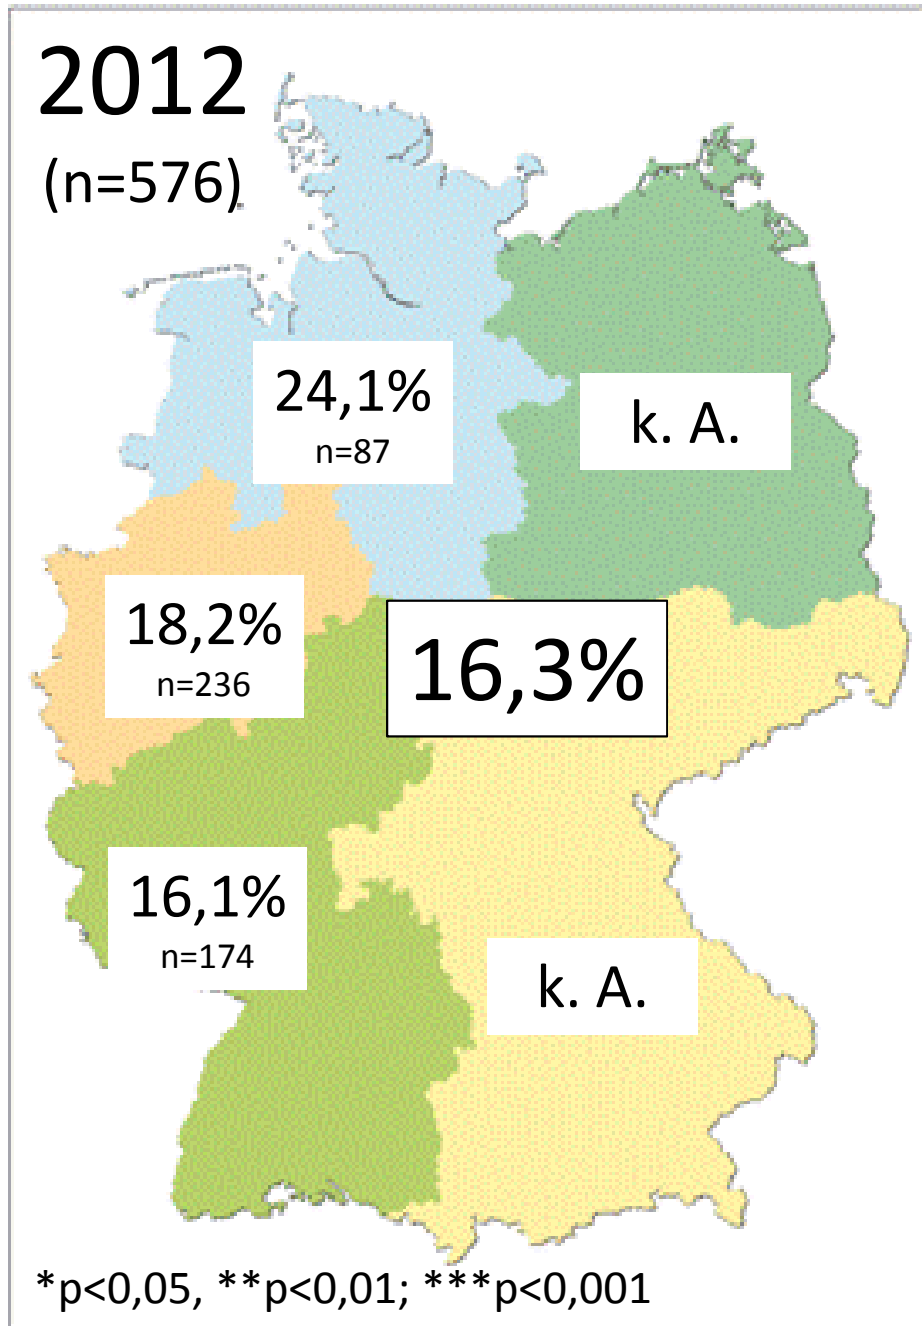 2012
(n=576)
24,1%
n=87
k. A.
18,2%
n=236
16,3%
16,1%
n=174
k. A.
*p<0,05, **p<0,01; ***p<0,001